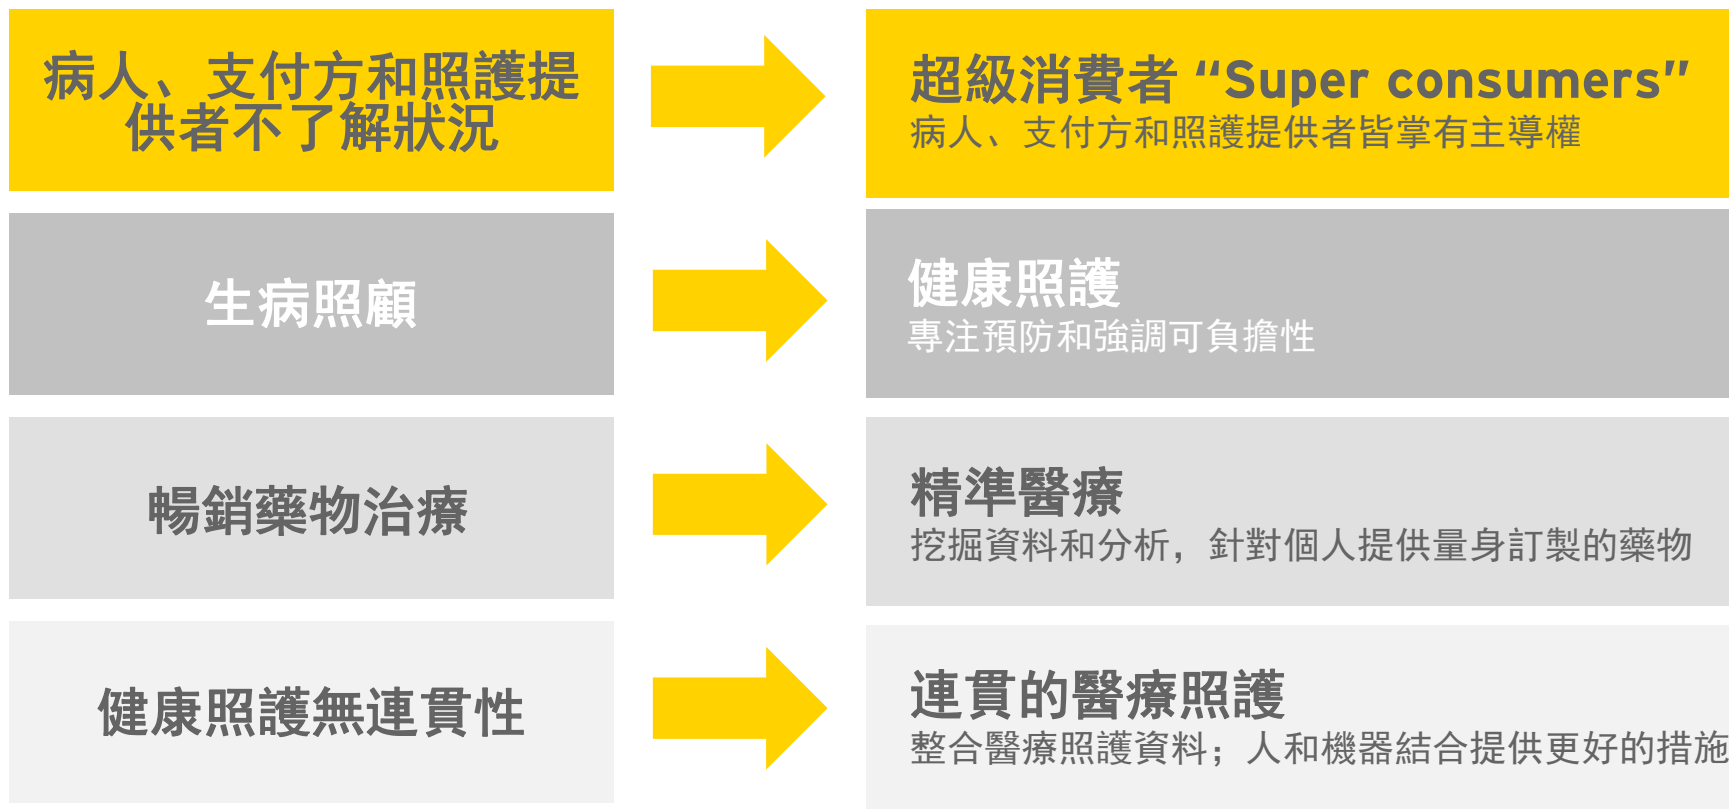 病人、支付方和照護提
供者不了解狀況
超級消費者 “Super consumers”
病人、支付方和照護提供者皆掌有主導權
生病照顧
健康照護
專注預防和強調可負擔性
暢銷藥物治療
精準醫療
挖掘資料和分析，針對個人提供量身訂製的藥物
健康照護無連貫性
連貫的醫療照護
整合醫療照護資料；人和機器結合提供更好的措施